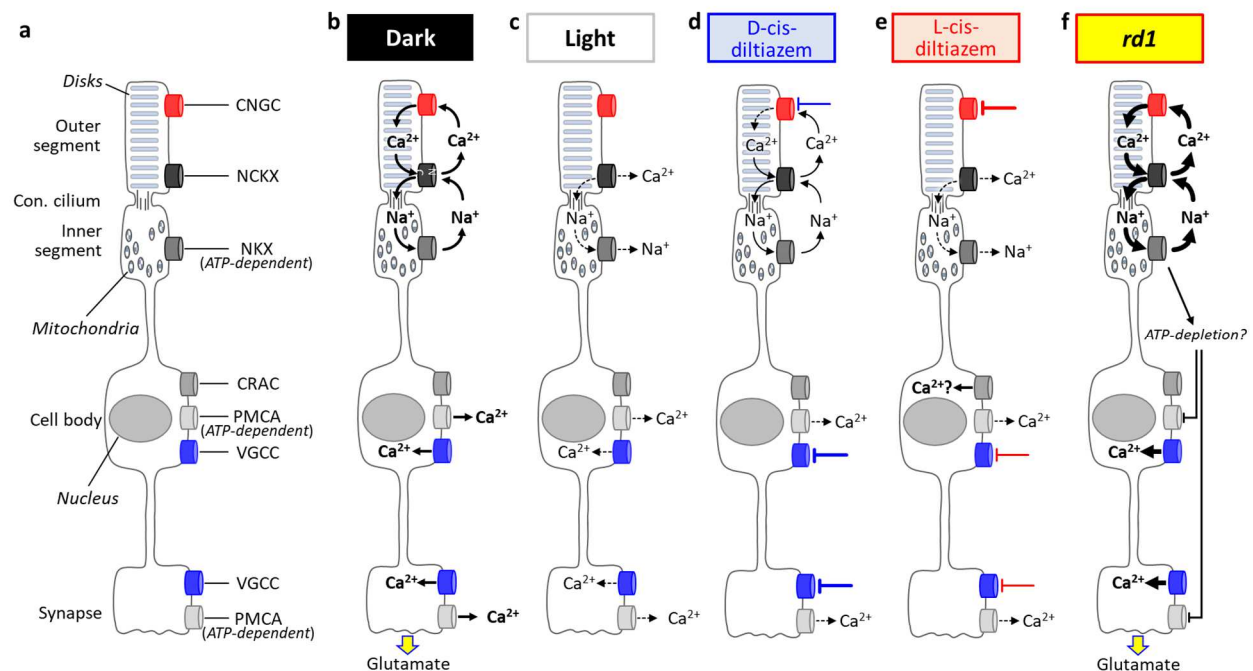 a
Disks
CNGC
Outer
segment
NCKX
Con. cilium
Inner
segment
NKX
(ATP-dependent)
Mitochondria
CRAC
Cell body
PMCA
(ATP-dependent)
VGCC
Nucleus
VGCC
Synapse
PMCA
(ATP-dependent)
b
Dark
Ca²⁺
Ca²⁺
Na⁺
Na⁺
Ca²⁺
Ca²⁺
Ca²⁺
Ca²⁺
Glutamate
c
Light
Ca²⁺
Na⁺
Na⁺
Ca²⁺
Ca²⁺
Ca²⁺
Ca²⁺
d
D-cis-
diltiazem
Ca²⁺
Ca²⁺
Na⁺
Na⁺
Ca²⁺
Ca²⁺
e
L-cis-
diltiazem
Ca²⁺
Na⁺
Na⁺
Ca²⁺?
Ca²⁺
Ca²⁺
f
rd1
Ca²⁺
Ca²⁺
Na⁺
Na⁺
ATP-depletion?
Ca²⁺
Ca²⁺
Glutamate